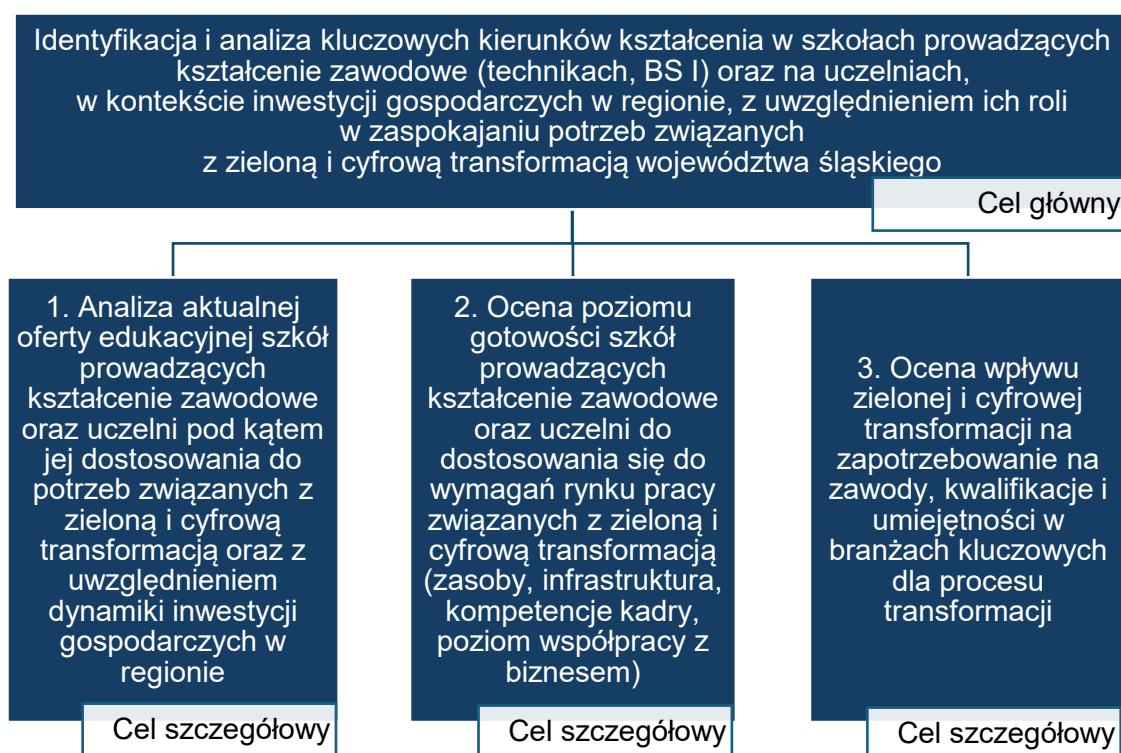 Identyfikacja i analiza kluczowych kierunków kształcenia w szkołach prowadzących
kształcenie zawodowe (technikach, BS I) oraz na uczelniach,
w kontekście inwestycji gospodarczych w regionie, z uwzględnieniem ich roli
w zaspokajaniu potrzeb związanych
z zieloną i cyfrową transformacją województwa śląskiego
Cel główny
1. Analiza aktualnej
oferty edukacyjnej szkół
prowadzących
kształcenie zawodowe
oraz uczelni pod kątem
jej dostosowania do
potrzeb związanych z
zieloną i cyfrową
transformacją oraz z
uwzględnieniem
dynamiki inwestycji
gospodarczych w
regionie
Cel szczegółowy
2. Ocena poziomu
gotowości szkół
prowadzących
kształcenie zawodowe
oraz uczelni do
dostosowania się do
wymagań rynku pracy
związanych z zieloną i
cyfrową transformacją
(zasoby, infrastruktura,
kompetencje kadry,
poziom współpracy z
biznesem)
Cel szczegółowy
3. Ocena wpływu
zielonej i cyfrowej
transformacji na
zapotrzebowanie na
zawody, kwalifikacje i
umiejętności w
branżach kluczowych
dla procesu
transformacji
Cel szczegółowy